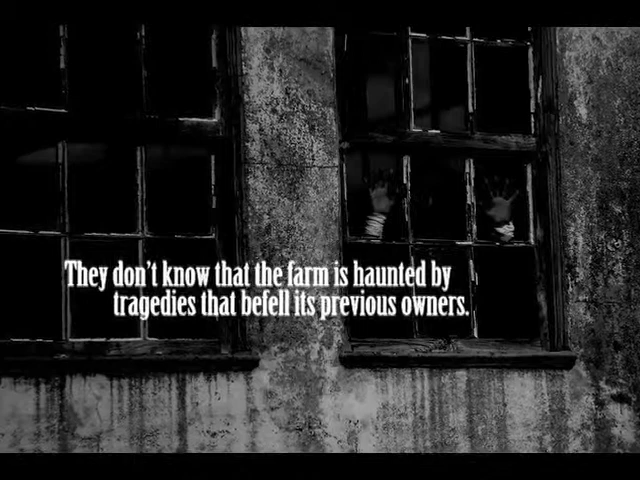 They don't know that the farm is haunted by
tragedies that befell its previous owners.